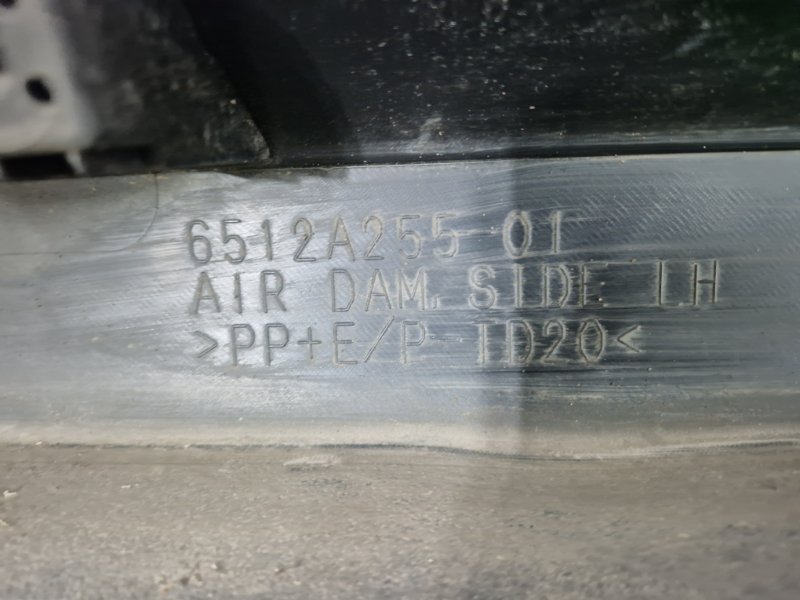 6512A255-01
AIR DAM, SIDE LH
>PP+E/P-TD20<